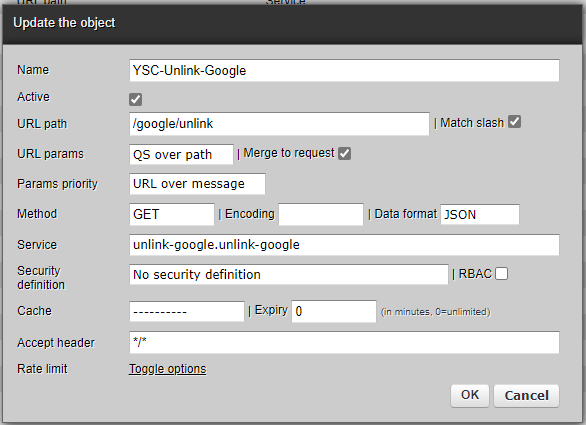 URL path Service
Update the object
Name YSC-Unlink-Google
Active
URL path /google/unlink | Match slash
URL params QS over path | Merge to request
Params priority URL over message
Method GET | Encoding | Data format JSON
Service unlink-google.unlink-google
Security definition No security definition | RBAC
Cache ---------- | Expiry 0 (in minutes, 0=unlimited)
Accept header */*
Rate limit Toggle options
OK Cancel